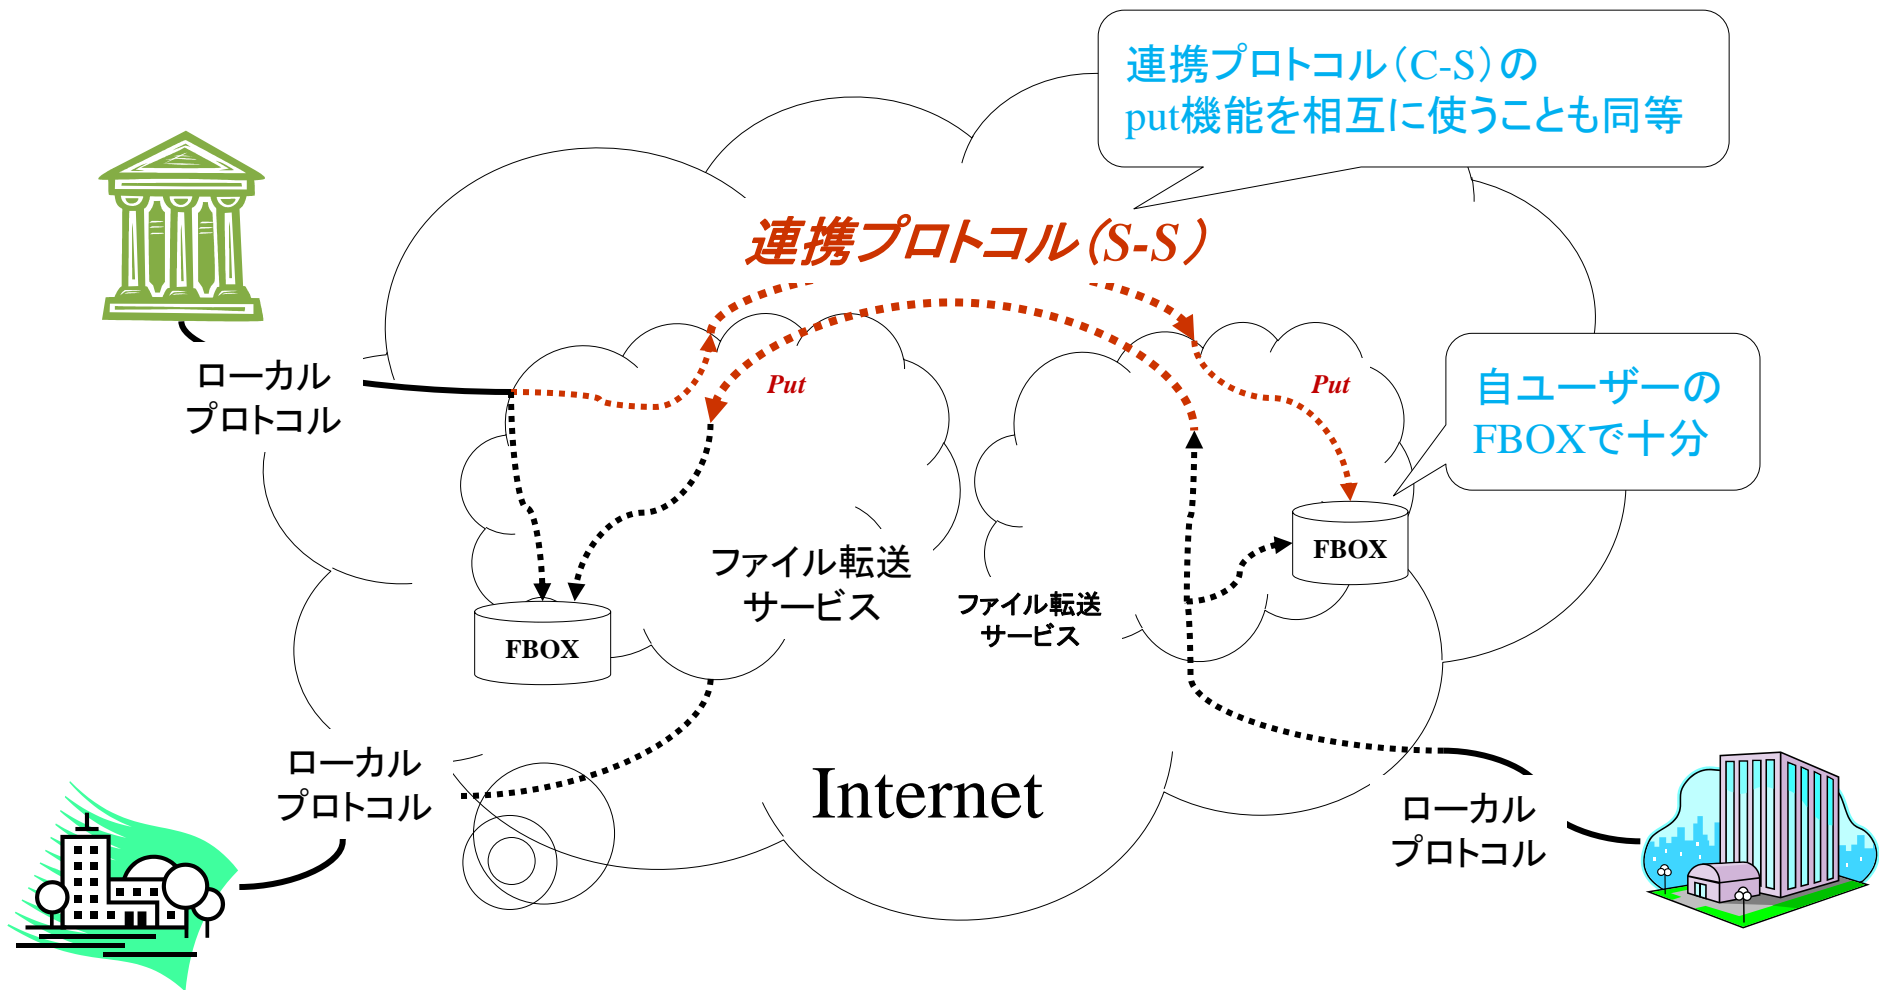 連携プロトコル（C-S）の
put機能を相互に使うことも同等
連携プロトコル（S-S）
ローカル
プロトコル
Put
Put
自ユーザーの
FBOXで十分
ファイル転送
サービス
FBOX
ファイル転送
サービス
FBOX
ローカル
プロトコル
Internet
ローカル
プロトコル